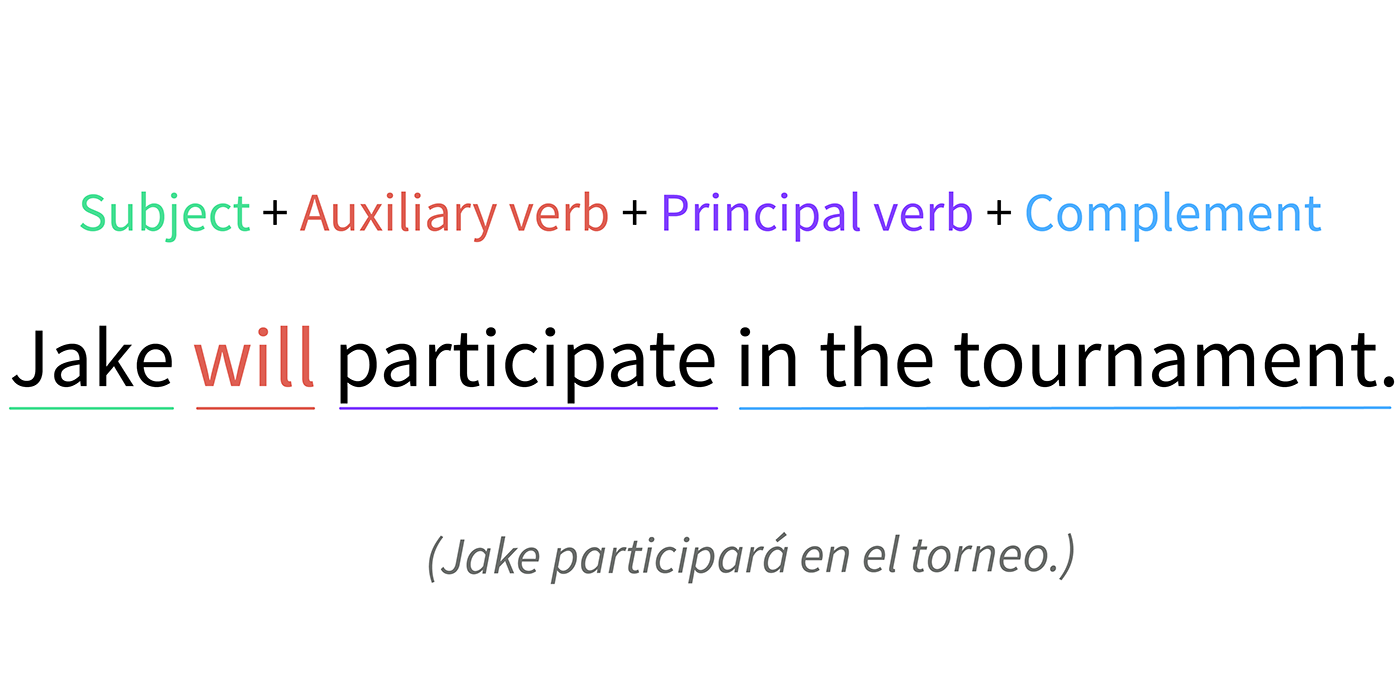 Subject + Auxiliary verb + Principal verb + Complement
Jake will participate in the tournament.
(Jake participará en el torneo.)